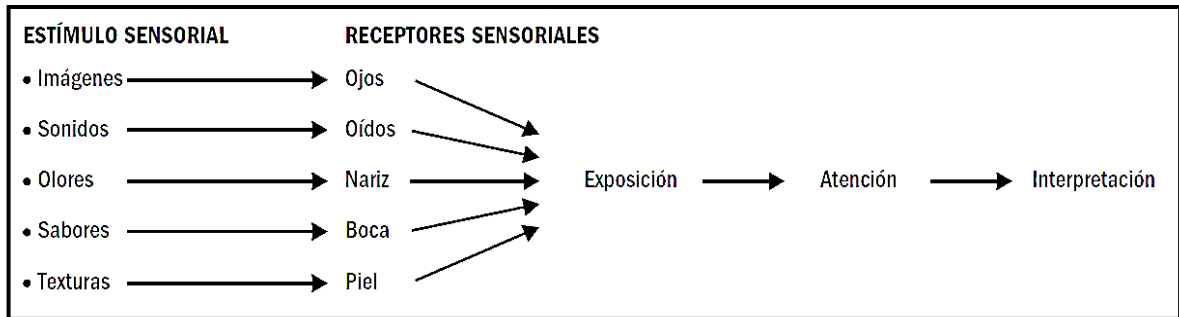 ESTÍMULO SENSORIAL RECEPTORES SENSORIALES
• Imágenes Ojos
• Sonidos Oídos
• Olores Nariz Exposición Atención Interpretación
• Sabores Boca
• Texturas Piel